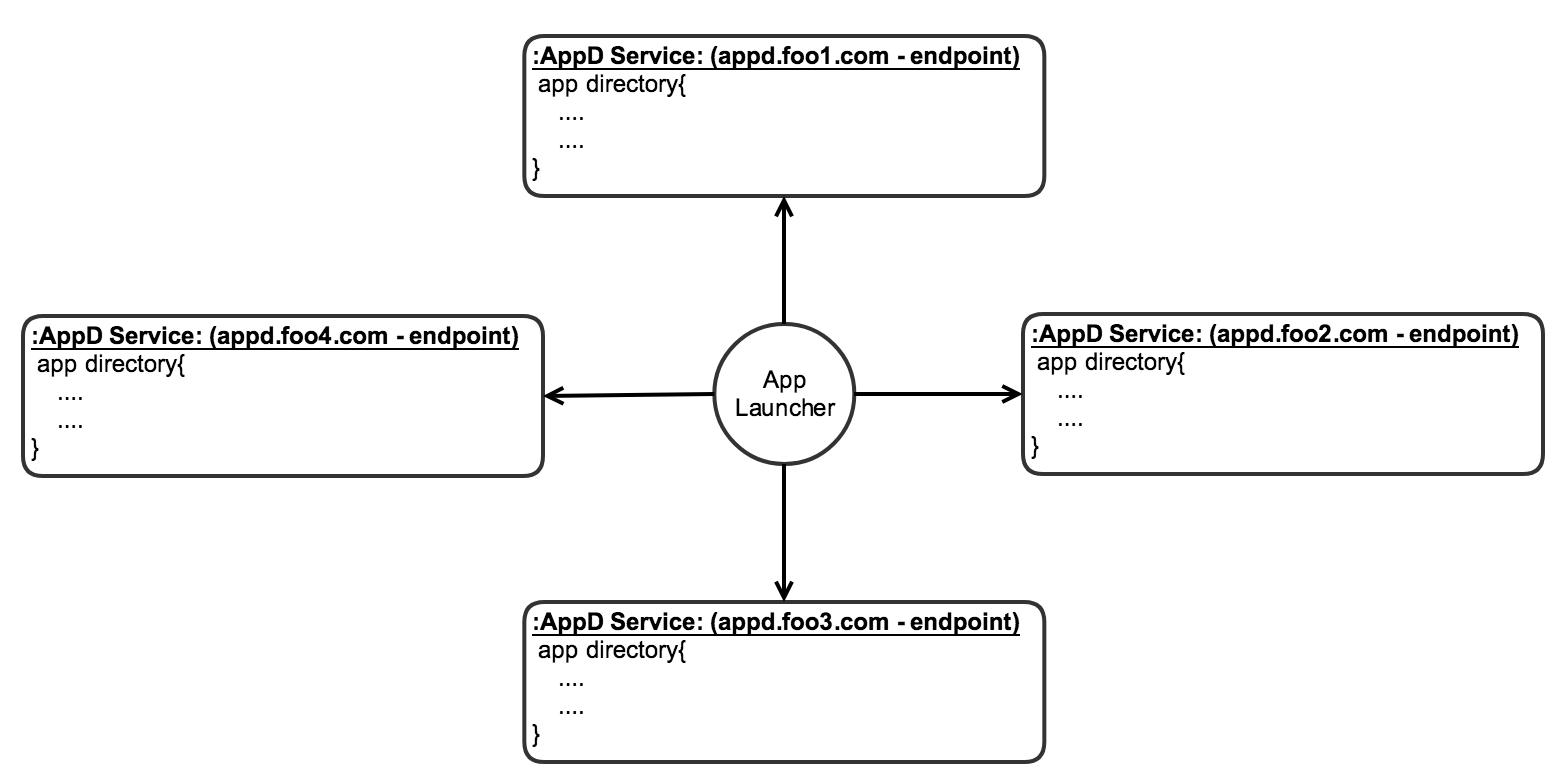 :AppD Service: (appd.foo1.com - endpoint)
app directory{
....
....
}
:AppD Service: (appd.foo4.com - endpoint)
app directory{
....
....
}
App
Launcher
:AppD Service: (appd.foo2.com - endpoint)
app directory{
....
....
}
:AppD Service: (appd.foo3.com - endpoint)
app directory{
....
....
}